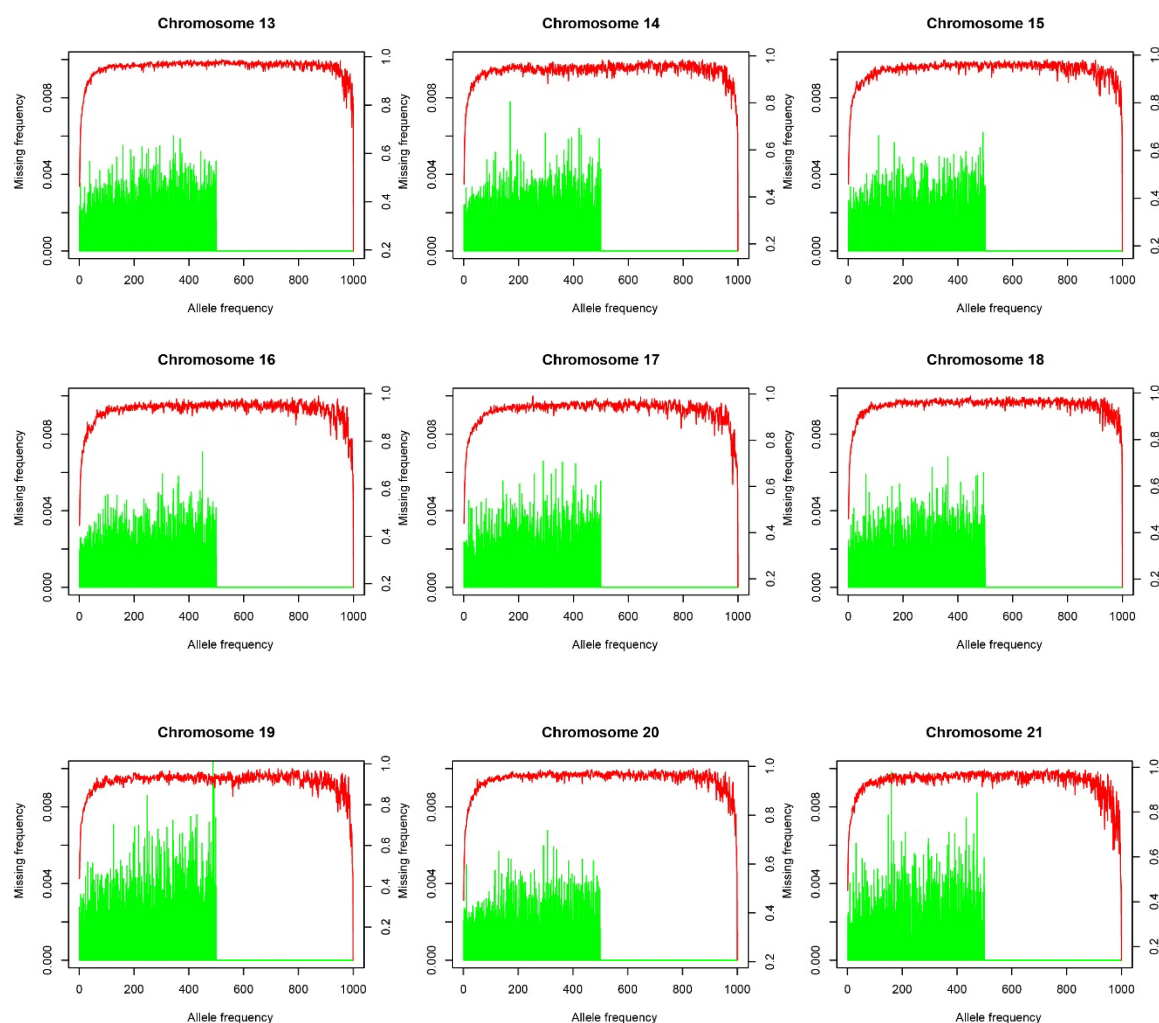 Chromosome 13
Missing frequency
0.000 0.004 0.008
0 200 400 600 800 1000
0.2 0.4 0.6 0.8 1.0
Allele frequency
Chromosome 14
Missing frequency
0.000 0.004 0.008
0 200 400 600 800 1000
0.2 0.4 0.6 0.8 1.0
Allele frequency
Chromosome 15
Missing frequency
0.000 0.004 0.008
0 200 400 600 800 1000
0.2 0.4 0.6 0.8 1.0
Allele frequency
Chromosome 16
Missing frequency
0.000 0.004 0.008
0 200 400 600 800 1000
0.2 0.4 0.6 0.8 1.0
Allele frequency
Chromosome 17
Missing frequency
0.000 0.004 0.008
0 200 400 600 800 1000
0.2 0.4 0.6 0.8 1.0
Allele frequency
Chromosome 18
Missing frequency
0.000 0.004 0.008
0 200 400 600 800 1000
0.2 0.4 0.6 0.8 1.0
Allele frequency
Chromosome 19
Missing frequency
0.000 0.004 0.008
0 200 400 600 800 1000
0.2 0.4 0.6 0.8 1.0
Allele frequency
Chromosome 20
Missing frequency
0.000 0.004 0.008
0 200 400 600 800 1000
0.2 0.4 0.6 0.8 1.0
Allele frequency
Chromosome 21
Missing frequency
0.000 0.004 0.008
0 200 400 600 800 1000
0.2 0.4 0.6 0.8 1.0
Allele frequency